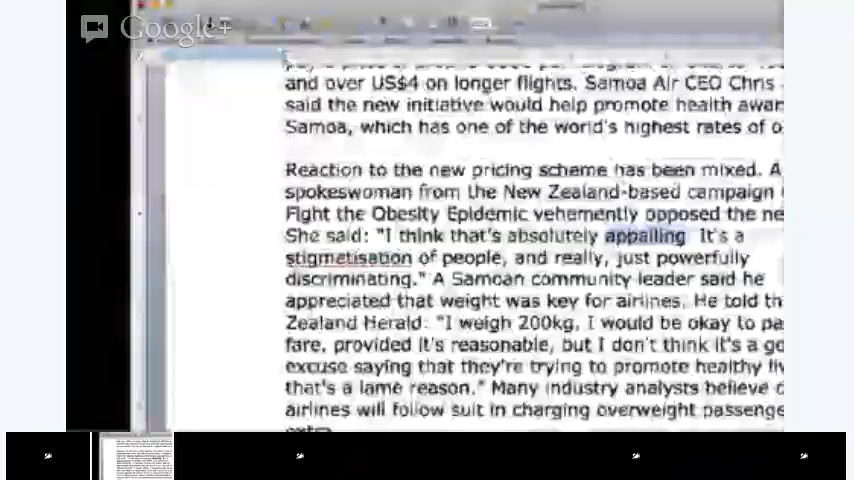 Google+
and over US$4 on longer flights. Samoa Air CEO Chris
said the new initiative would help promote health awar
Samoa, which has one of the world's highest rates of o
Reaction to the new pricing scheme has been mixed. A
spokeswoman from the New Zealand-based campaign
Fight the Obesity Epidemic vehemently opposed the ne
She said: "I think that's absolutely appalling It's a
stigmatisation of people, and really, just powerfully
discriminating." A Samoan community leader said he
appreciated that weight was key for airlines. He told th
Zealand Herald: "I weigh 200kg, I would be okay to pa
fare, provided it's reasonable, but I don't think it's a go
excuse saying that they're trying to promote healthy liv
that's a lame reason." Many industry analysts believe
airlines will follow suit in charging overweight passenge